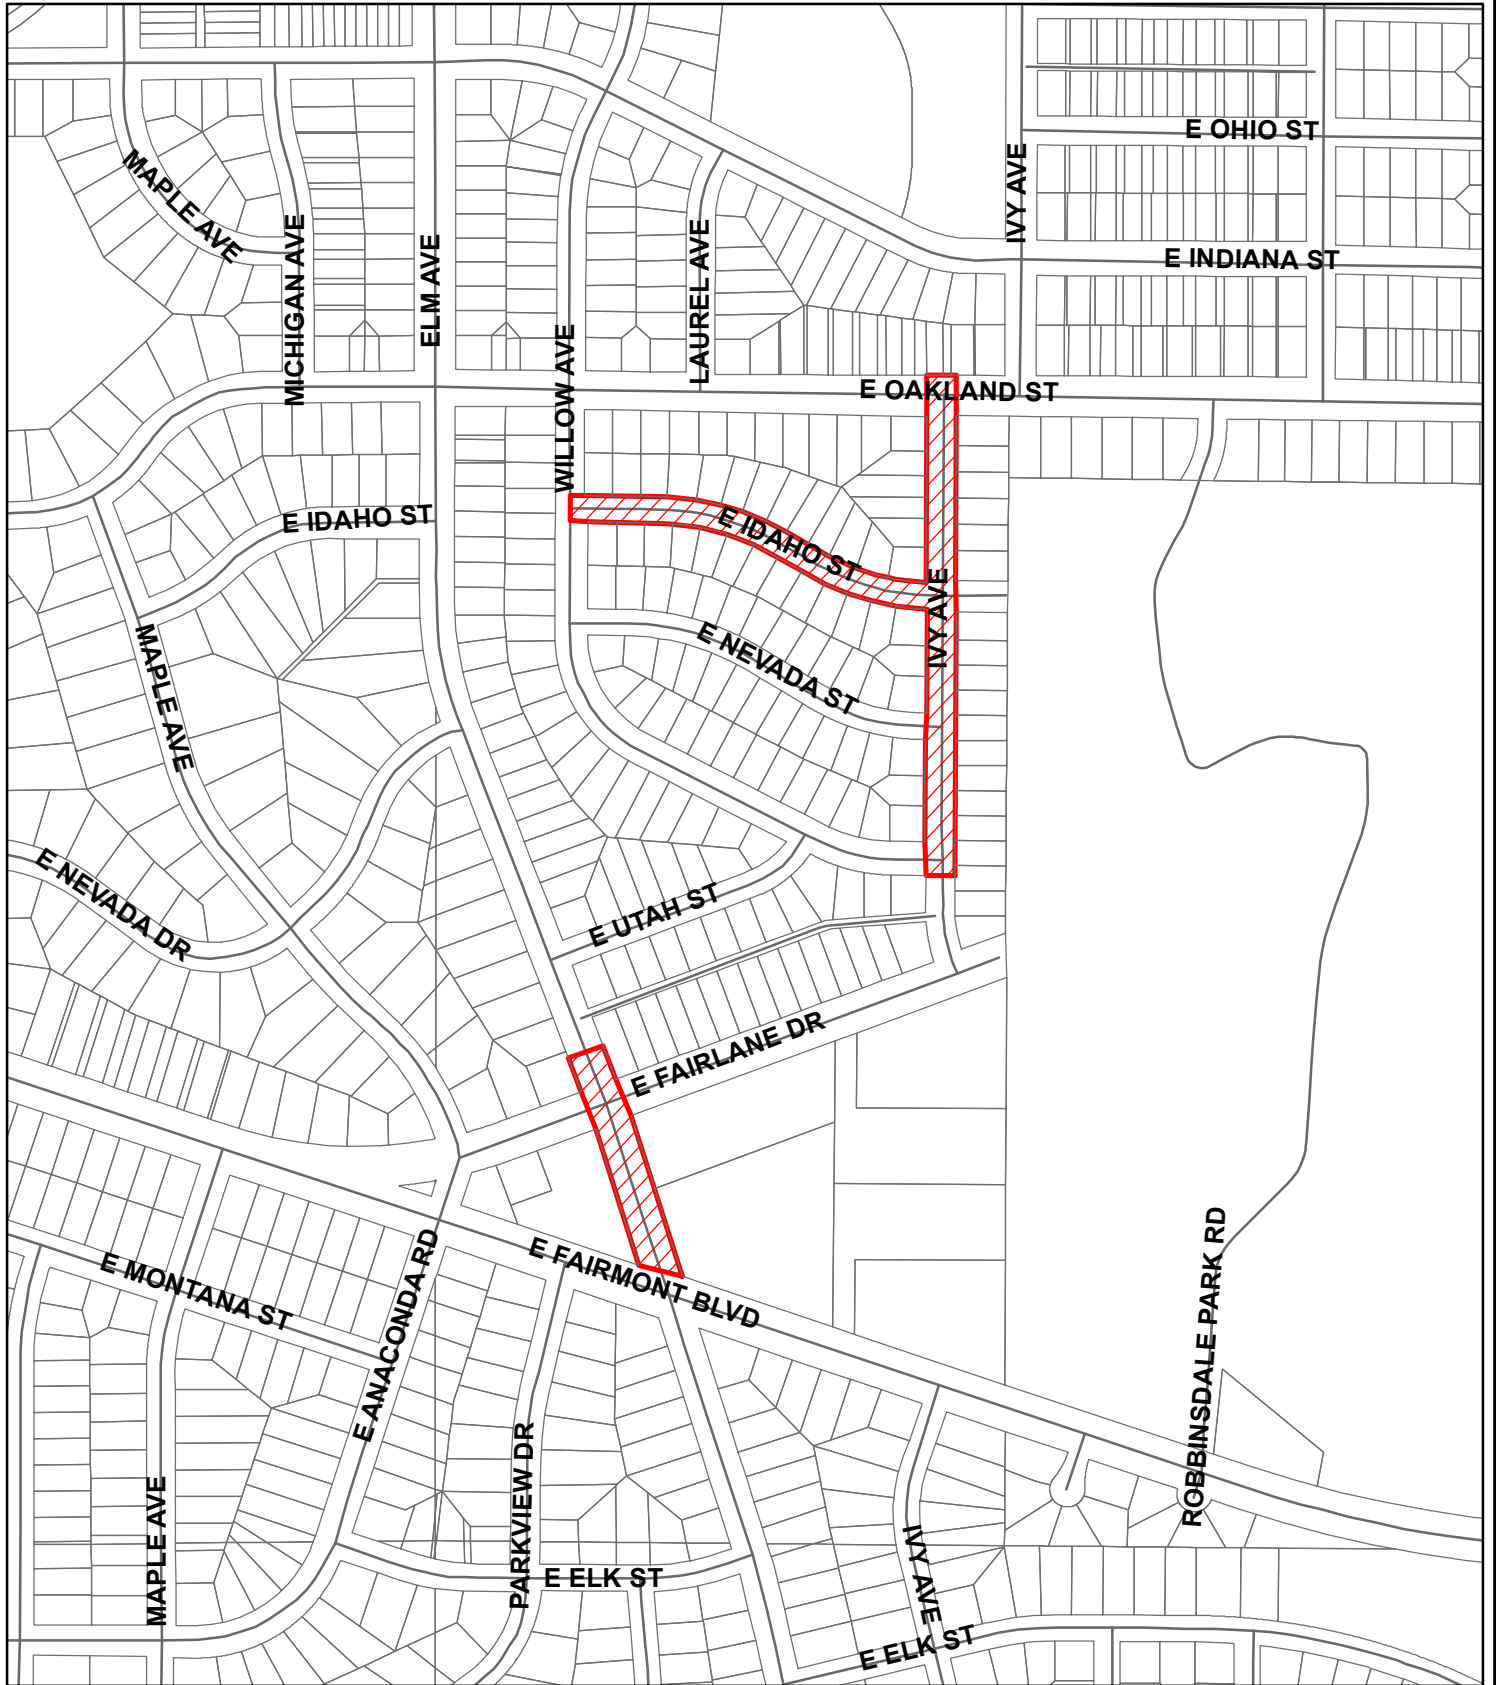 E OHIO ST
MAPLE AVE
IVY AVE
E INDIANA ST
MICHIGAN AVE
ELM AVE
LAUREL AVE
WILLOW AVE
E OAKLAND ST
E IDAHO ST
E IDAHO ST
IVY AVE
E NEVADA ST
MAPLE AVE
E NEVADA DR
E UTAH ST
E FAIRLANE DR
E FAIRMONT BLVD
E MONTANA ST
E ANACONDA RD
ROBBINSDALE PARK RD
PARKVIEW DR
MAPLE AVE
IVY AVE
E ELK ST
E ELK ST